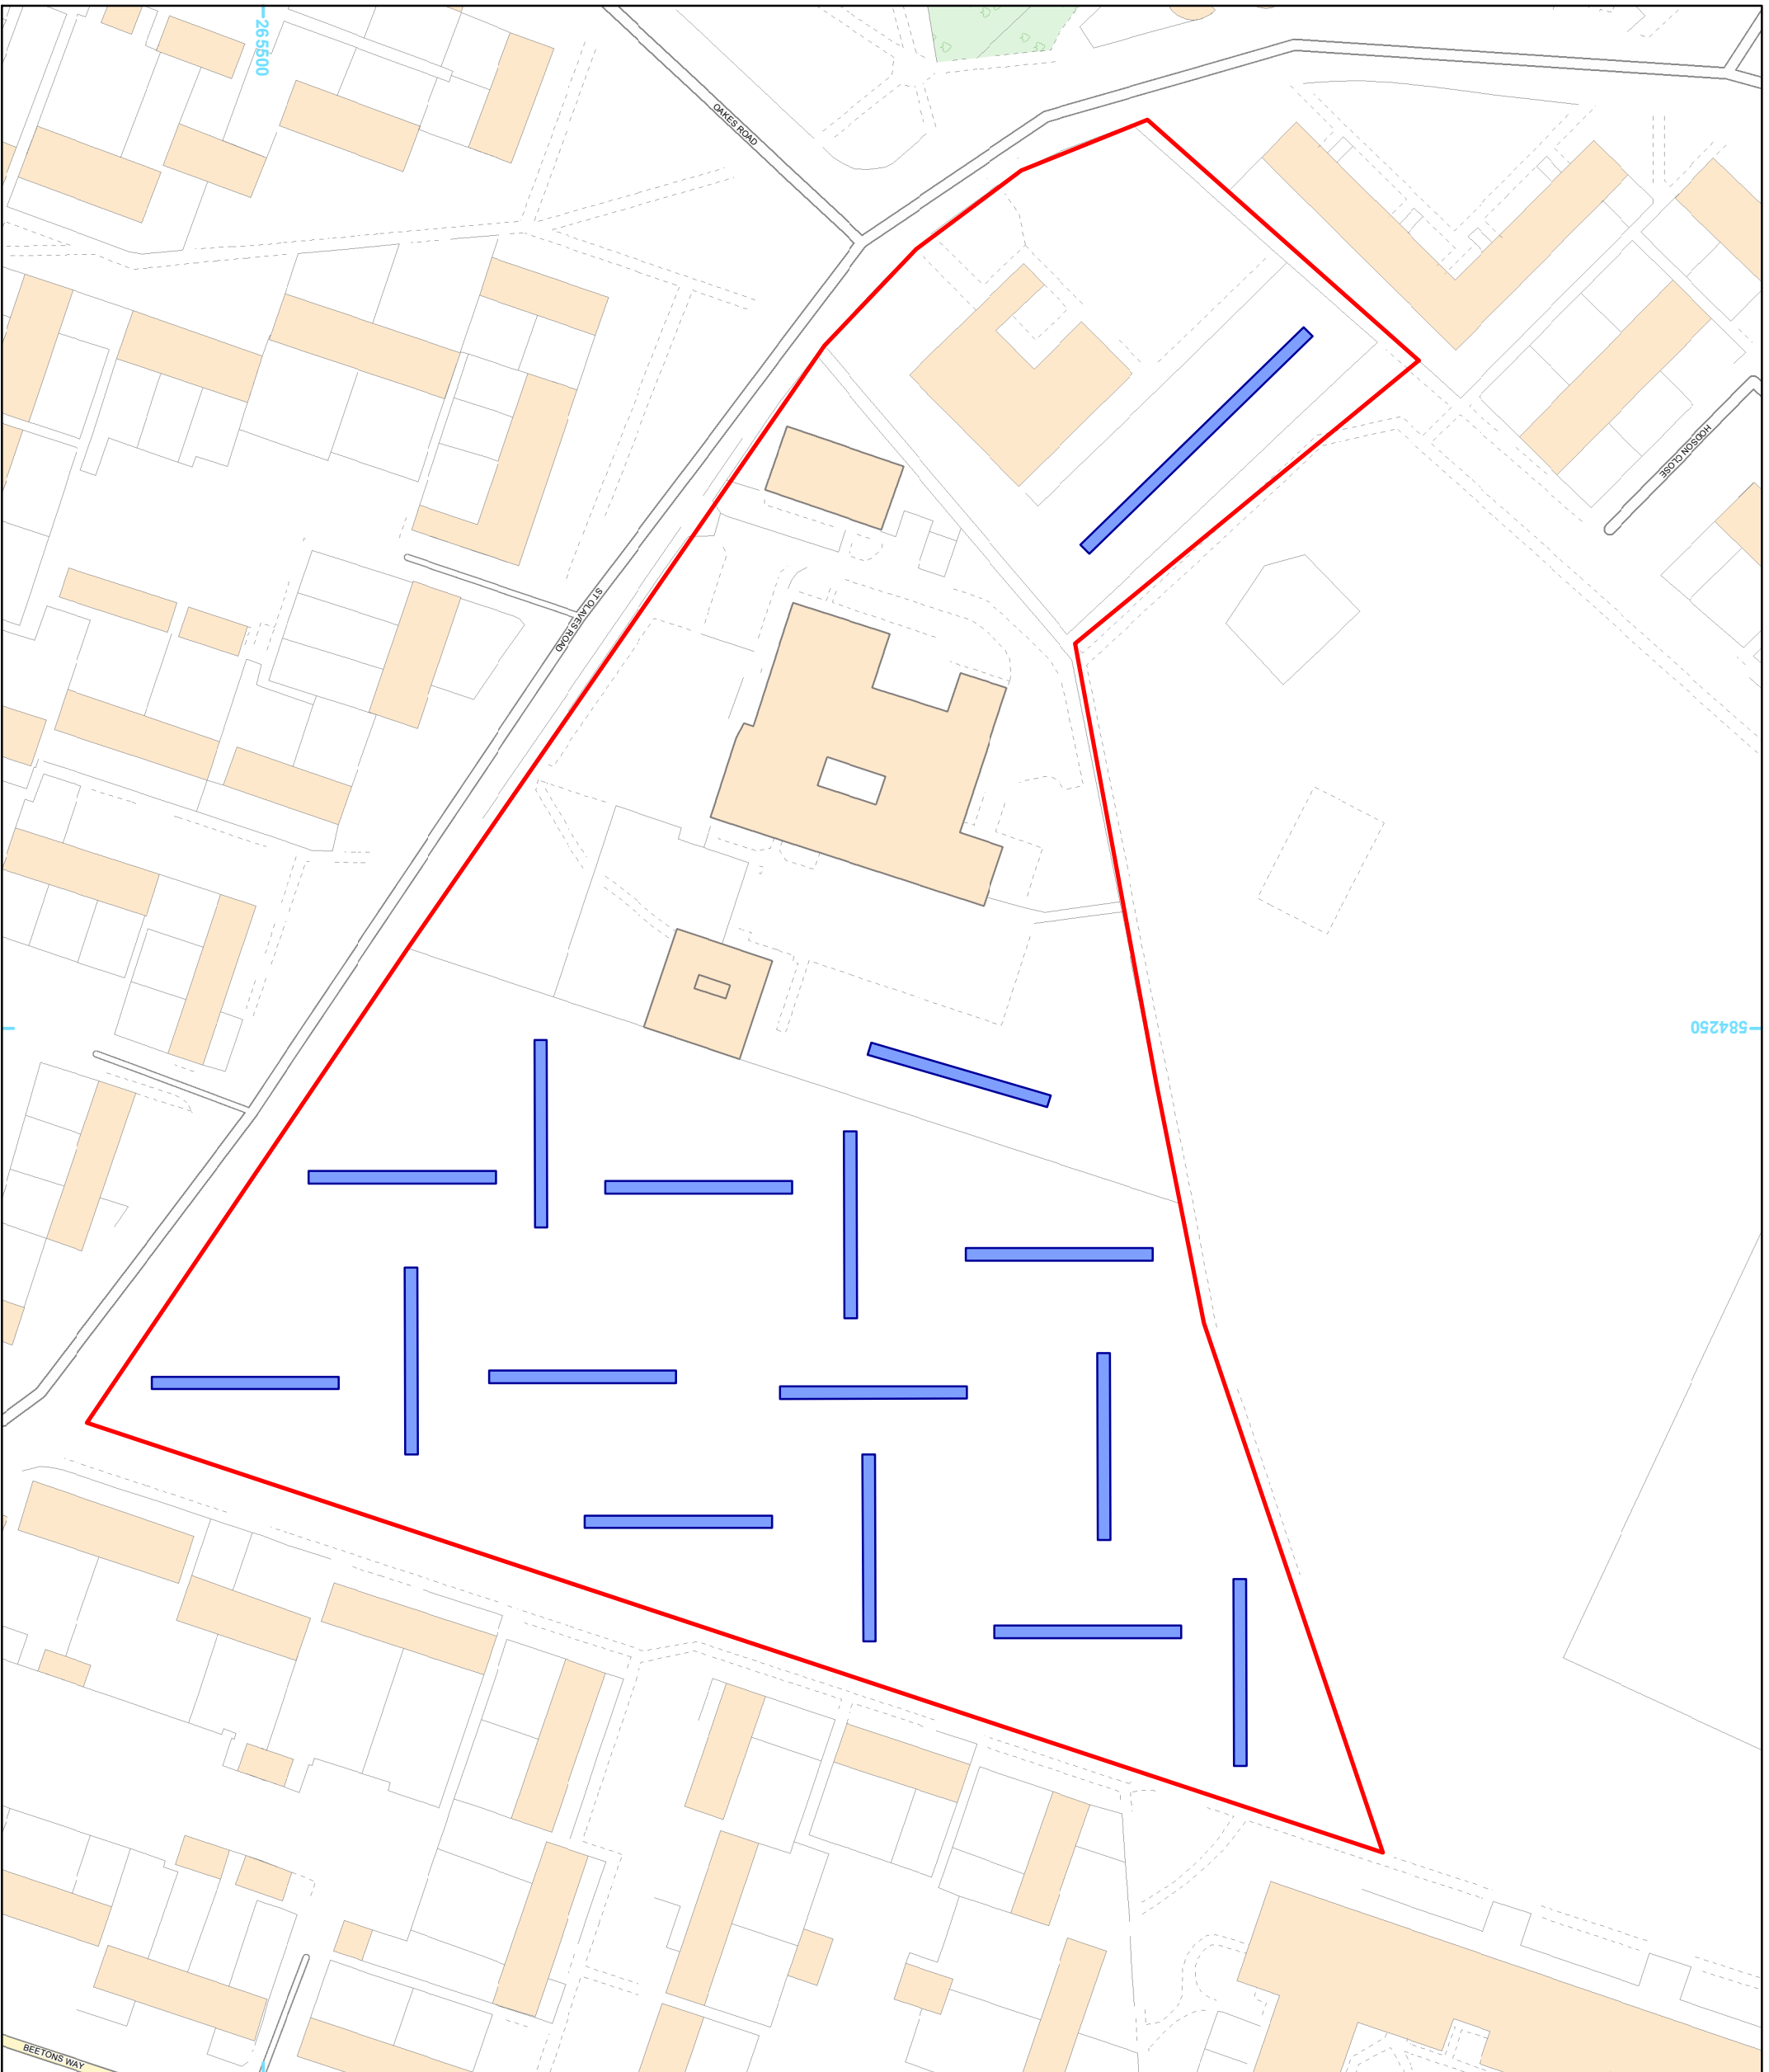 265500
OAKES ROAD
HODSON CLOSE
ST OLAVES ROAD
584250
BEETONS WAY